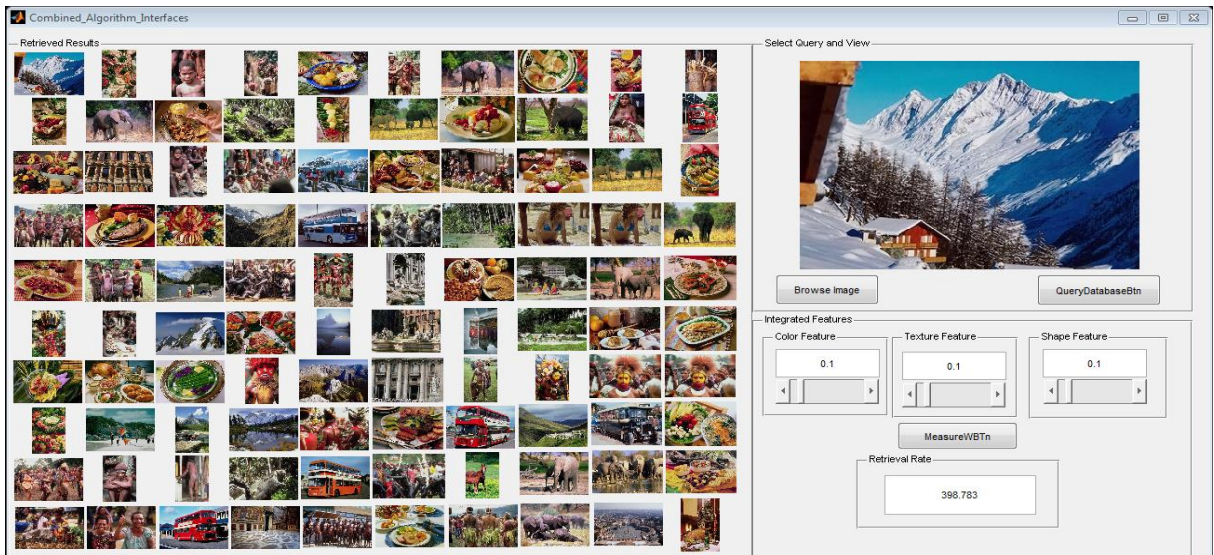 Combined_Algorithm_Interfaces
Retrieved Results
Select Query and View
Browse Image
QueryDatabaseBtn
Integrated Features
Color Feature
Texture Feature
Shape Feature
0.1
0.1
0.1
MeasureWBTn
Retrieval Rate
398.783